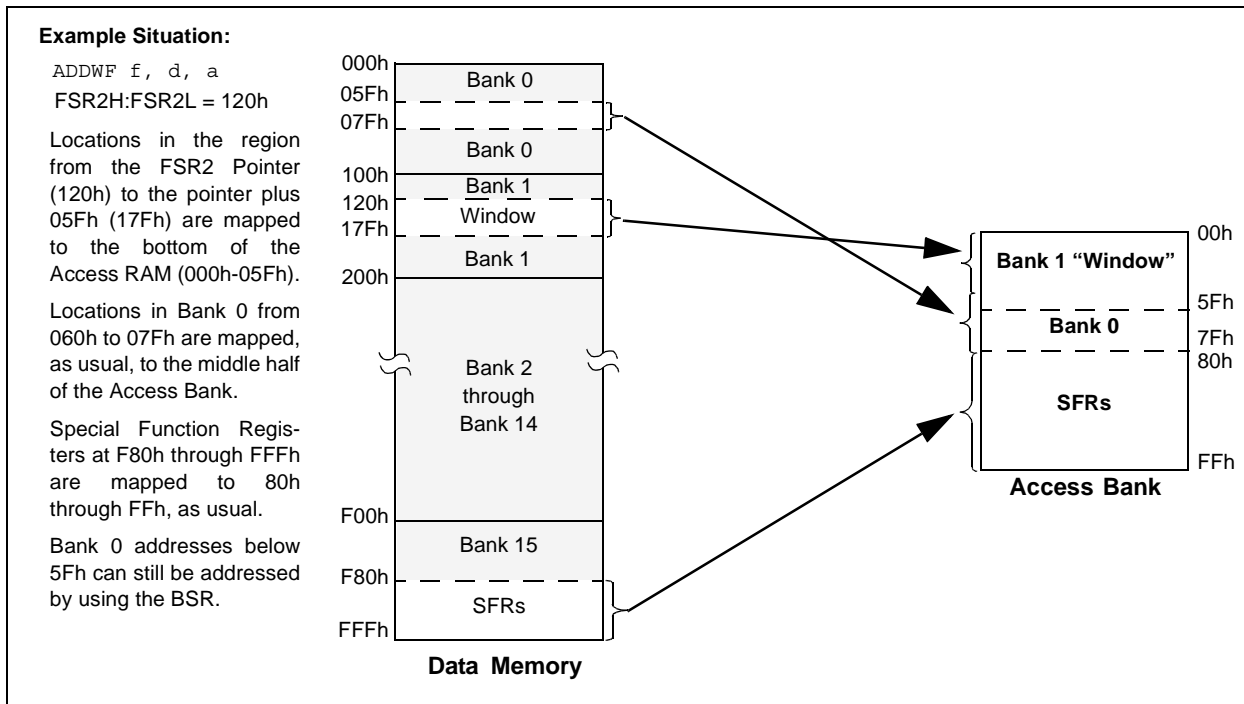 Example Situation:
ADDWF f, d, a
FSR2H:FSR2L = 120h
Locations in the region
from the FSR2 Pointer
(120h) to the pointer plus
05Fh (17Fh) are mapped
to the bottom of the
Access RAM (000h-05Fh).
Locations in Bank 0 from
060h to 07Fh are mapped,
as usual, to the middle half
of the Access Bank.
Special Function Regis-
ters at F80h through FFFh
are mapped to 80h
through FFh, as usual.
Bank 0 addresses below
5Fh can still be addressed
by using the BSR.
000h
Bank 0
05Fh
07Fh
Bank 0
100h
Bank 1
120h
Window
17Fh
Bank 1
200h
Bank 2
through
Bank 14
F00h
Bank 15
F80h
SFRs
FFFh
Data Memory
00h
Bank 1 “Window”
5Fh
Bank 0
7Fh
80h
SFRs
FFh
Access Bank